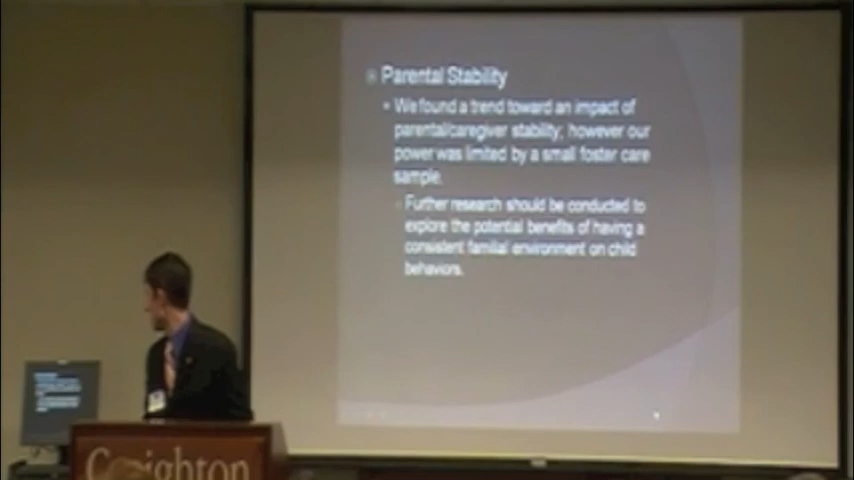 Parental Stability
We found a trend toward an impact of
parental/caregiver stability; however our
power was limited by a small foster care
sample.
Further research should be conducted to
explore the potential benefits of having a
consistent familial environment on child
behaviors.
Creighton